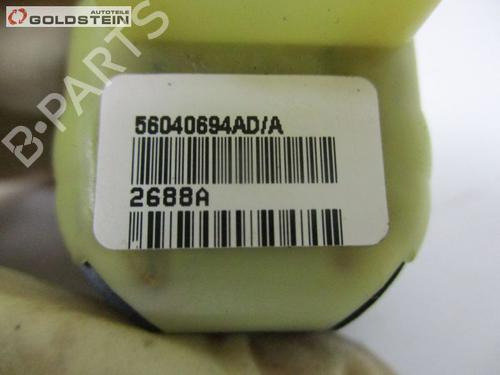 AUTOTEILE
GOLDSTEIN
B-PARTS
56040694AD/A
2688A